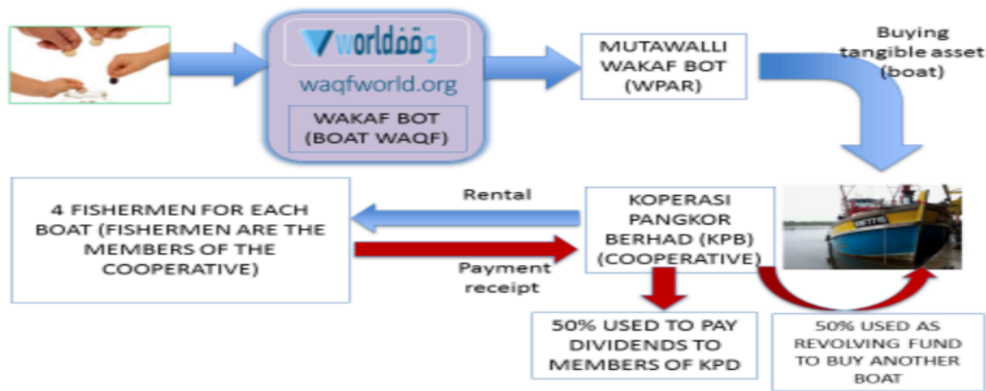 world
waqfworld.org
WAKAF BOT
(BOAT WAQF)
MUTAWALLI
WAKAF BOT
(WPAR)
Buying
tangible asset
(boat)
4 FISHERMEN FOR EACH
BOAT (FISHERMEN ARE THE
MEMBERS OF THE
COOPERATIVE)
Rental
Payment
receipt
KOPERASI
PANGKOR
BERHAD (KPB)
(COOPERATIVE)
50% USED TO PAY
DIVIDENDS TO
MEMBERS OF KPD
50% USED AS
REVOLVING FUND
TO BUY ANOTHER
BOAT